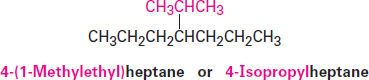 CH₃CHCH₃
CH₃CH₂CH₂CHCH₂CH₂CH₃
4-(1-Methylethyl)heptane or 4-Isopropylheptane